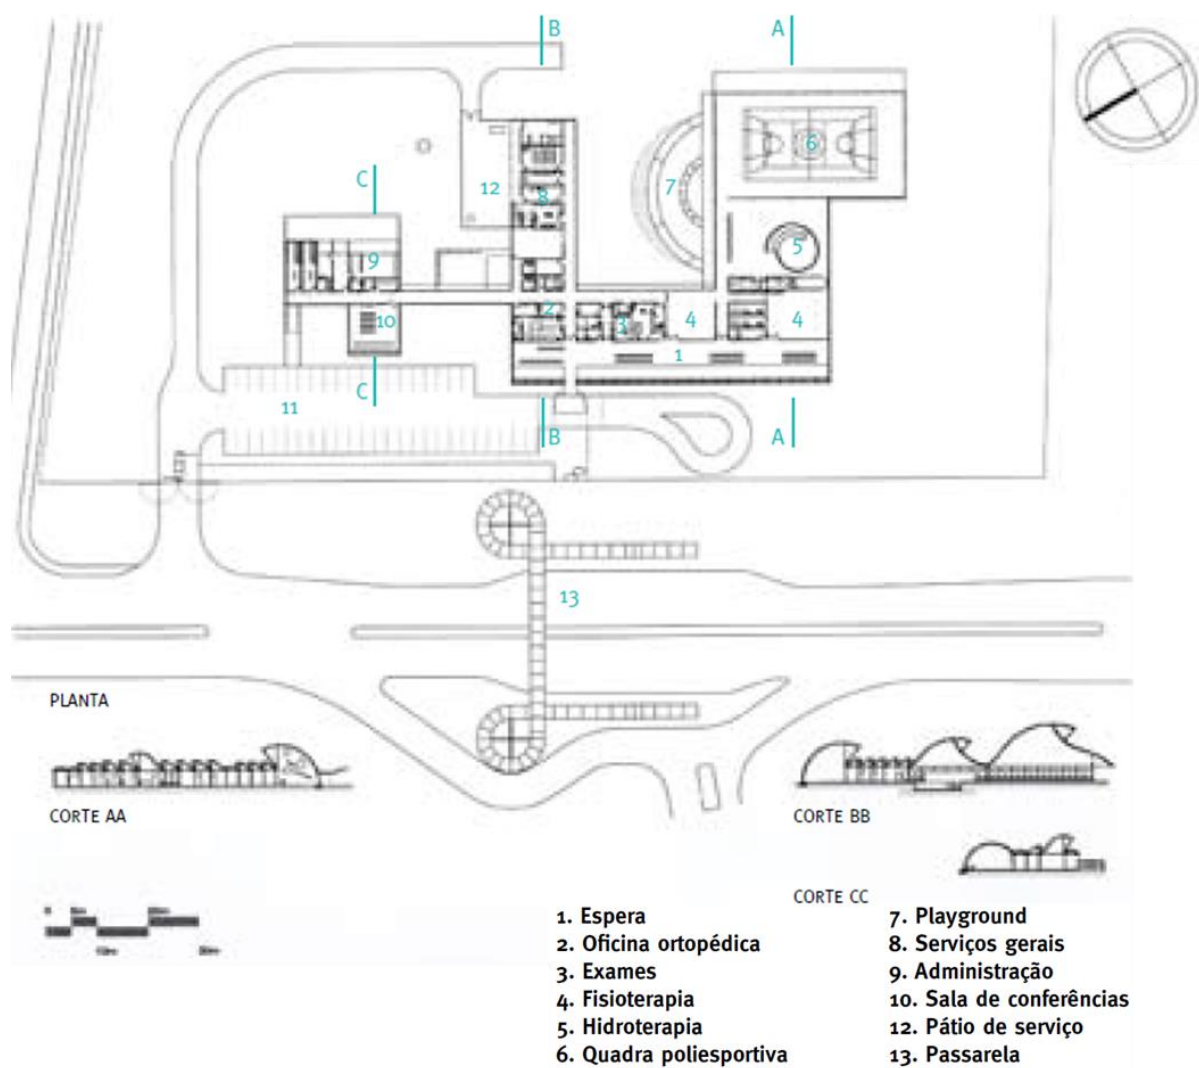 B
A
C
12
8
7
6
5
9
10
2
3
4
4
1
C
11
B
A
13
PLANTA
CORTE AA
CORTE BB
CORTE CC
0
1. Espera
2. Oficina ortopédica
3. Exames
4. Fisioterapia
5. Hidroterapia
6. Quadra poliesportiva
7. Playground
8. Serviços gerais
9. Administração
10. Sala de conferências
12. Pátio de serviço
13. Passarela